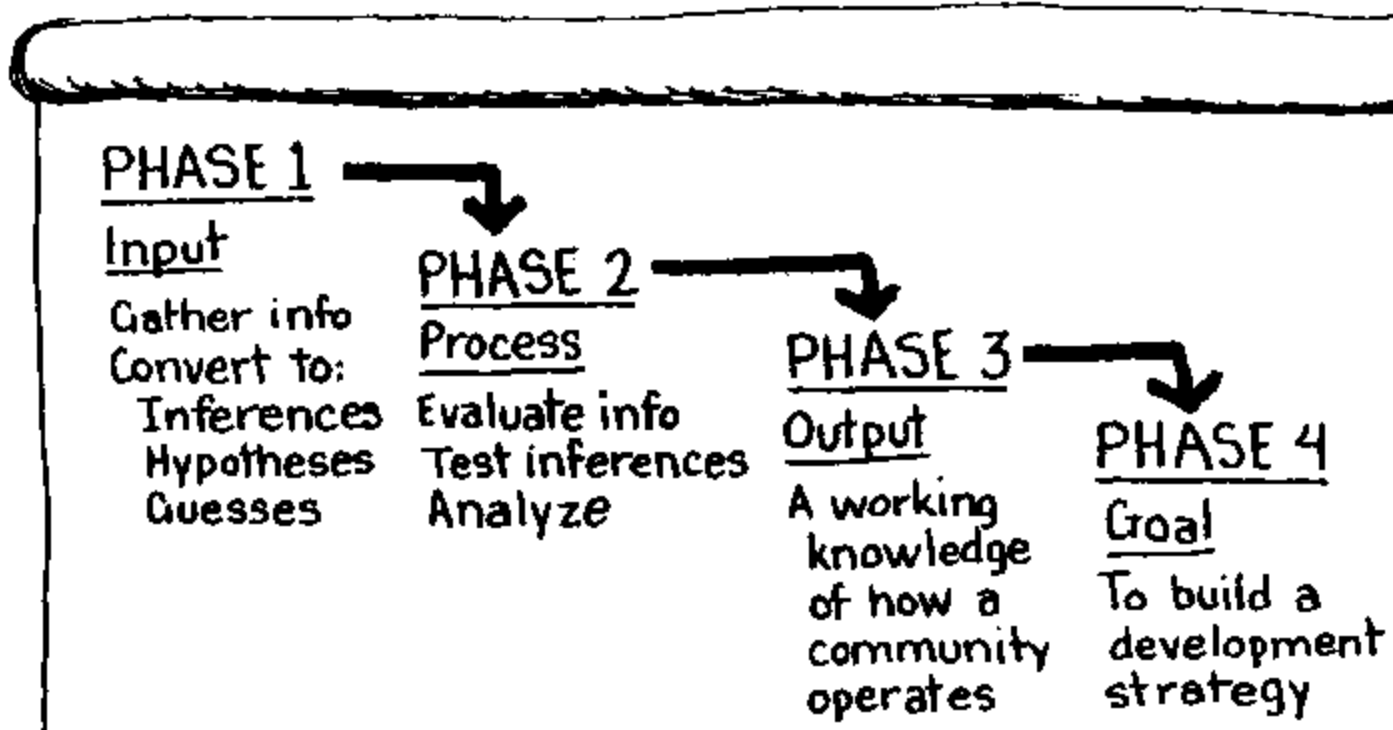 PHASE 1
Input
Gather info
Convert to:
Inferences
Hypotheses
Guesses
PHASE 2
Process
Evaluate info
Test inferences
Analyze
PHASE 3
Output
A working
knowledge
of how a
community
operates
PHASE 4
Goal
To build a
development
strategy